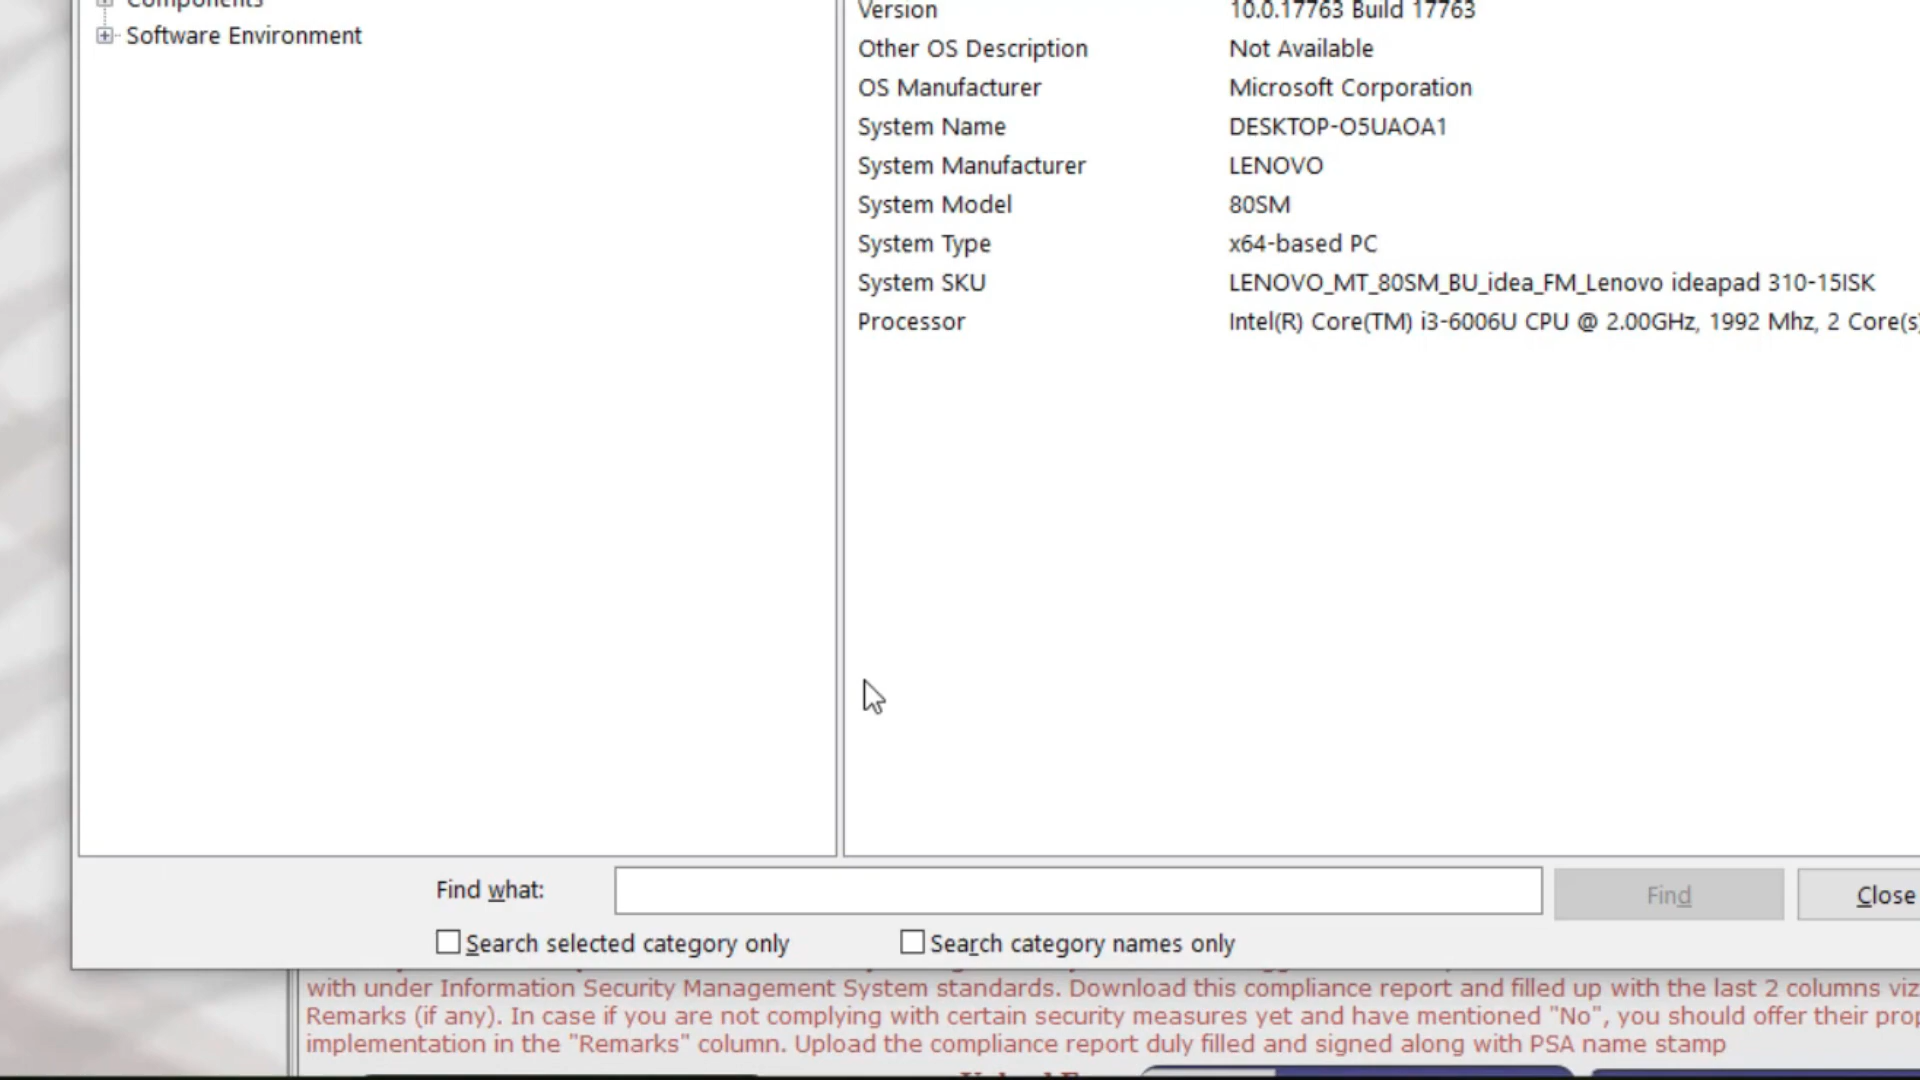 Components
Software Environment
Version 10.0.17763 Build 17763
Other OS Description Not Available
OS Manufacturer Microsoft Corporation
System Name DESKTOP-O5UAOA1
System Manufacturer LENOVO
System Model 80SM
System Type x64-based PC
System SKU LENOVO_MT_80SM_BU_idea_FM_Lenovo ideapad 310-15ISK
Processor Intel(R) Core(TM) i3-6006U CPU @ 2.00GHz, 1992 Mhz, 2 Core(s)
Find what: Find Close
Search selected category only Search category names only
with under Information Security Management System standards. Download this compliance report and filled up with the last 2 columns viz
Remarks (if any). In case if you are not complying with certain security measures yet and have mentioned "No", you should offer their prop
implementation in the "Remarks" column. Upload the compliance report duly filled and signed along with PSA name stamp